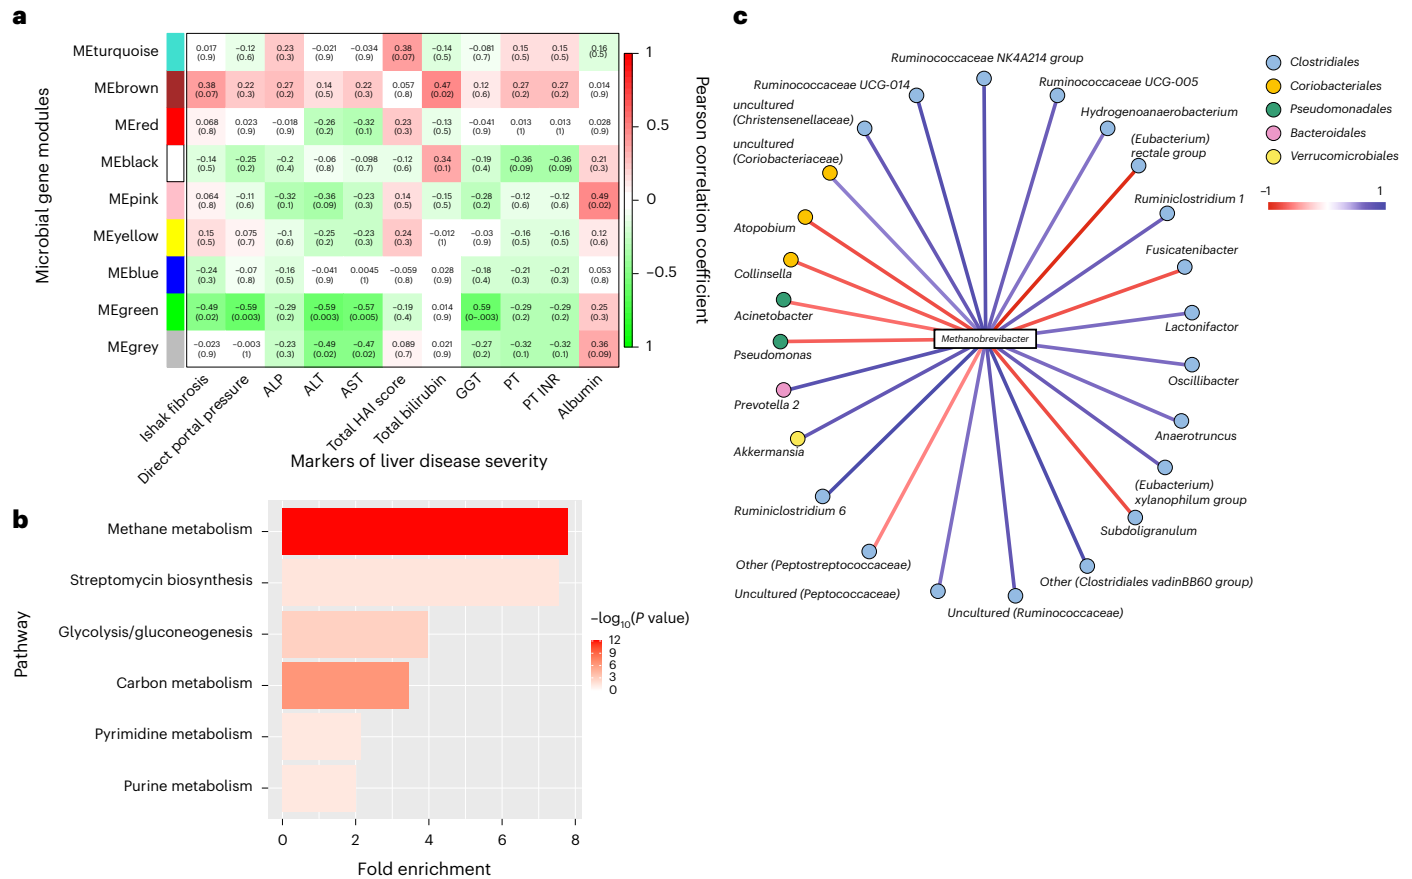 a
Microbial gene modules
MEturquoise
0.017 −0.12 0.23 −0.021 −0.034 0.38 −0.14 −0.081 0.15 0.15 0.16
(0.9) (0.6) (0.3) (0.9) (0.9) (0.07) (0.5) (0.7) (0.5) (0.5) (0.5)
MEbrown
0.38 0.22 0.27 0.14 0.22 0.057 0.47 0.12 0.27 0.27 0.014
(0.07) (0.3) (0.2) (0.5) (0.3) (0.8) (0.02) (0.6) (0.2) (0.2) (0.9)
MEred
0.068 0.023 −0.018 −0.26 −0.32 0.23 −0.13 −0.041 0.013 0.013 0.028
(0.8) (0.9) (0.9) (0.2) (0.1) (0.3) (0.5) (0.9) (1) (1) (0.9)
MEblack
−0.14 −0.25 −0.2 −0.06 −0.098 −0.12 0.34 −0.19 −0.36 −0.36 0.21
(0.5) (0.2) (0.4) (0.8) (0.7) (0.6) (0.1) (0.4) (0.09) (0.09) (0.3)
MEpink
0.064 −0.11 −0.32 −0.36 −0.23 0.14 −0.15 −0.28 −0.12 −0.12 0.49
(0.8) (0.6) (0.1) (0.09) (0.3) (0.5) (0.5) (0.2) (0.6) (0.6) (0.02)
MEyellow
0.15 0.075 −0.1 −0.25 −0.23 0.24 −0.012 −0.03 −0.16 −0.16 0.12
(0.5) (0.7) (0.6) (0.2) (0.3) (0.3) (1) (0.9) (0.5) (0.5) (0.6)
MEblue
−0.24 −0.07 −0.16 −0.041 0.0045 −0.059 0.028 −0.18 −0.21 −0.21 0.053
(0.3) (0.8) (0.5) (0.9) (1) (0.8) (0.9) (0.4) (0.3) (0.3) (0.8)
MEgreen
−0.49 −0.59 −0.29 −0.59 −0.57 −0.19 0.014 0.59 −0.29 −0.29 0.25
(0.02) (0.003) (0.2) (0.003) (0.005) (0.4) (0.9) (0−003) (0.2) (0.2) (0.3)
MEgrey
−0.023 −0.003 −0.23 −0.49 −0.47 0.089 0.021 −0.27 −0.32 −0.32 0.36
(0.9) (1) (0.3) (0.02) (0.02) (0.7) (0.9) (0.2) (0.1) (0.1) (0.09)
Ishak fibrosis
Direct portal pressure
ALP
ALT
AST
Total HAI score
Total bilirubin
GGT
PT
PT INR
Albumin
Markers of liver disease severity
1
0.5
0
−0.5
1
Pearson correlation coefficient
b
Pathway
Methane metabolism
Streptomycin biosynthesis
Glycolysis/gluconeogenesis
Carbon metabolism
Pyrimidine metabolism
Purine metabolism
0 2 4 6 8
Fold enrichment
−log10(P value)
12
9
6
3
0
c
Ruminococcaceae NK4A214 group
Ruminococcaceae UCG-014
Ruminococcaceae UCG-005
uncultured
(Christensenellaceae)
Hydrogenoanaerobacterium
uncultured
(Coriobacteriaceae)
(Eubacterium)
rectale group
Ruminiclostridium 1
Atopobium
Fusicatenibacter
Collinsella
Acinetobacter
Lactonifactor
Methanobrevibacter
Pseudomonas
Oscillibacter
Prevotella 2
Anaerotruncus
Akkermansia
(Eubacterium)
xylanophilum group
Ruminiclostridium 6
Subdoligranulum
Other (Peptostreptococcaceae)
Other (Clostridiales vadinBB60 group)
Uncultured (Peptococcaceae)
Uncultured (Ruminococcaceae)
Clostridiales
Coriobacteriales
Pseudomonadales
Bacteroidales
Verrucomicrobiales
−1 1